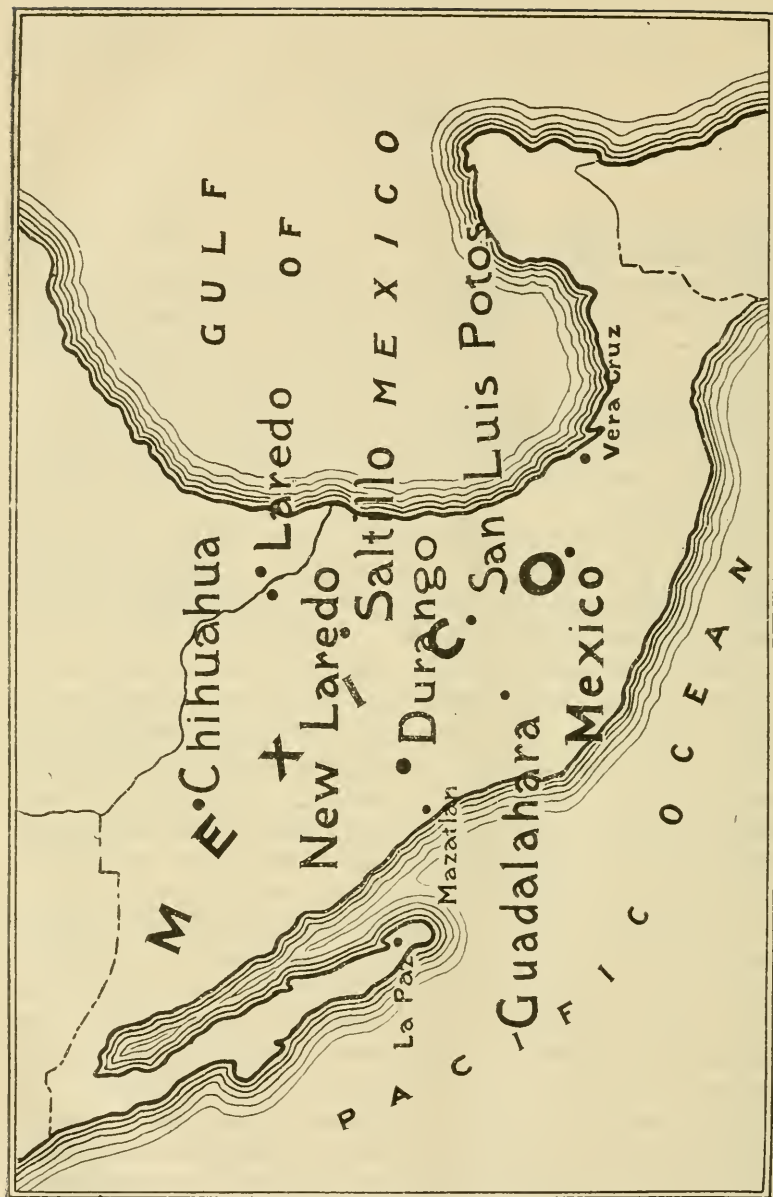 GULF
OF
MEXICO
Chihuahua
Laredo
New Laredo
Saltillo
MEXICO
Durango
San Luis Potos
Mazatlan
La Paz
Guadalahara
Mexico
Vera Cruz
PACIFIC OCEAN